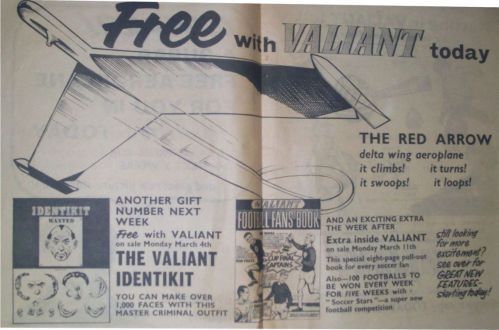 Free with VALIANT today
THE RED ARROW
delta wing aeroplane
it climbs! it turns!
it swoops! it loops!
IDENTIKIT
WANTED
ANOTHER GIFT
NUMBER NEXT
WEEK
Free with VALIANT
on sale Monday March 4th
THE VALIANT
IDENTIKIT
YOU CAN MAKE OVER
1,000 FACES WITH THIS
MASTER CRIMINAL OUTFIT
VALIANT
FOOTBALL FANS BOOK
CUP FINAL
CAPTAINS
AND AN EXCITING EXTRA
THE WEEK AFTER
Extra inside VALIANT
on sale Monday March 11th
This special eight-page pull-out
book for every soccer fan
Also—100 FOOTBALLS TO
BE WON EVERY WEEK
FOR FIVE WEEKS with
"Soccer Stars"—a super new
football competition
still looking
for more
excitement?
see over for
GREAT NEW
FEATURES-
starting today!